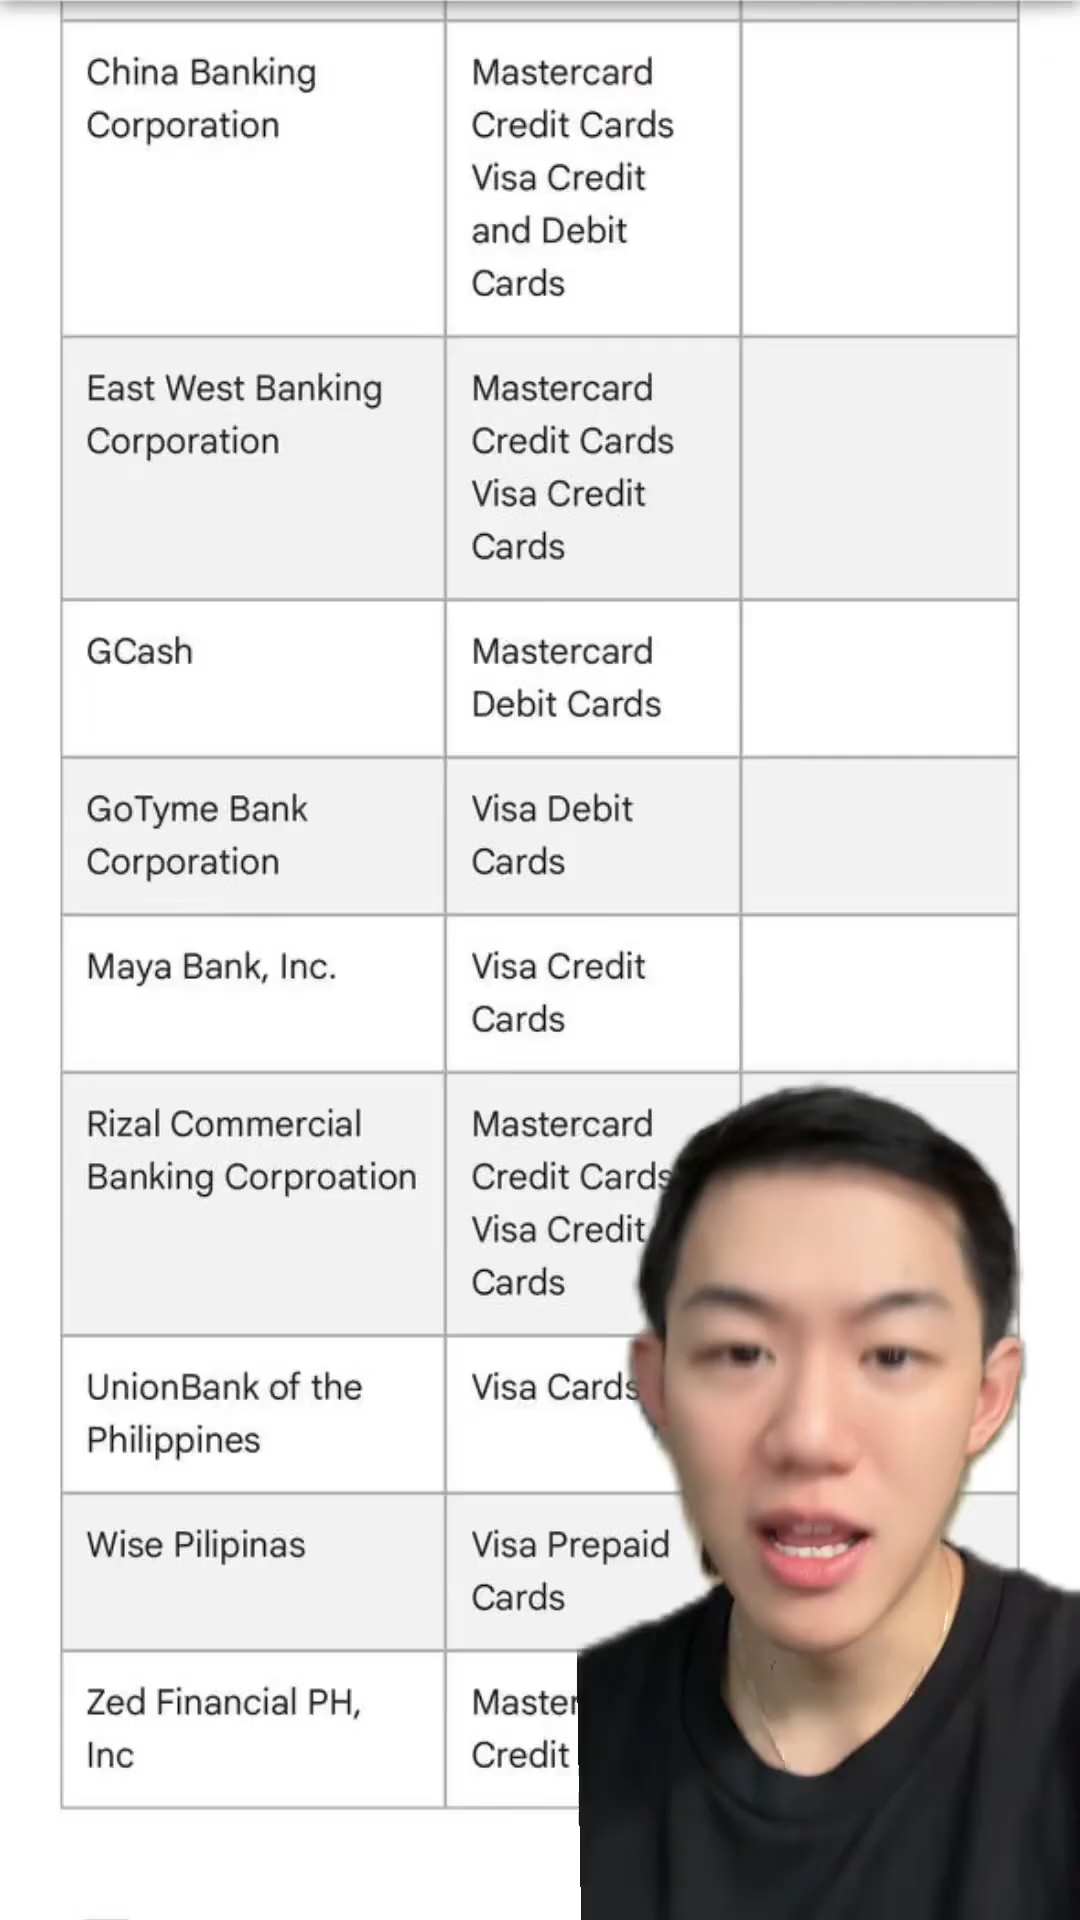 China Banking
Corporation
Mastercard
Credit Cards
Visa Credit
and Debit
Cards
East West Banking
Corporation
Mastercard
Credit Cards
Visa Credit
Cards
GCash
Mastercard
Debit Cards
GoTyme Bank
Corporation
Visa Debit
Cards
Maya Bank, Inc.
Visa Credit
Cards
Rizal Commercial
Banking Corproation
Mastercard
Credit Cards
Visa Credit
Cards
UnionBank of the
Philippines
Visa Cards
Wise Pilipinas
Visa Prepaid
Cards
Zed Financial PH,
Inc
Credit